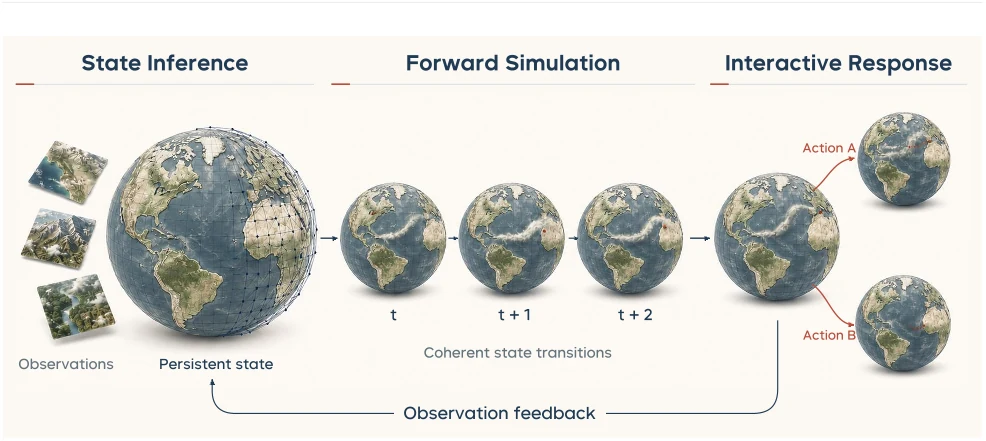 State Inference
Forward Simulation
Interactive Response
Action A
t
t + 1
t + 2
Action B
Coherent state transitions
Observations
Persistent state
Observation feedback